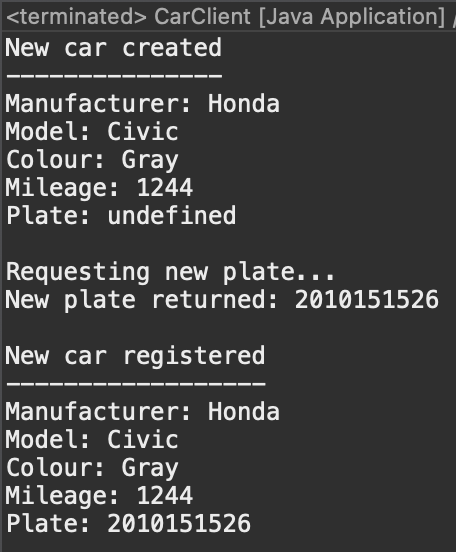 <terminated> CarClient [Java Application] /
New car created
---------------
Manufacturer: Honda
Model: Civic
Colour: Gray
Mileage: 1244
Plate: undefined
Requesting new plate...
New plate returned: 2010151526
New car registered
------------------
Manufacturer: Honda
Model: Civic
Colour: Gray
Mileage: 1244
Plate: 2010151526